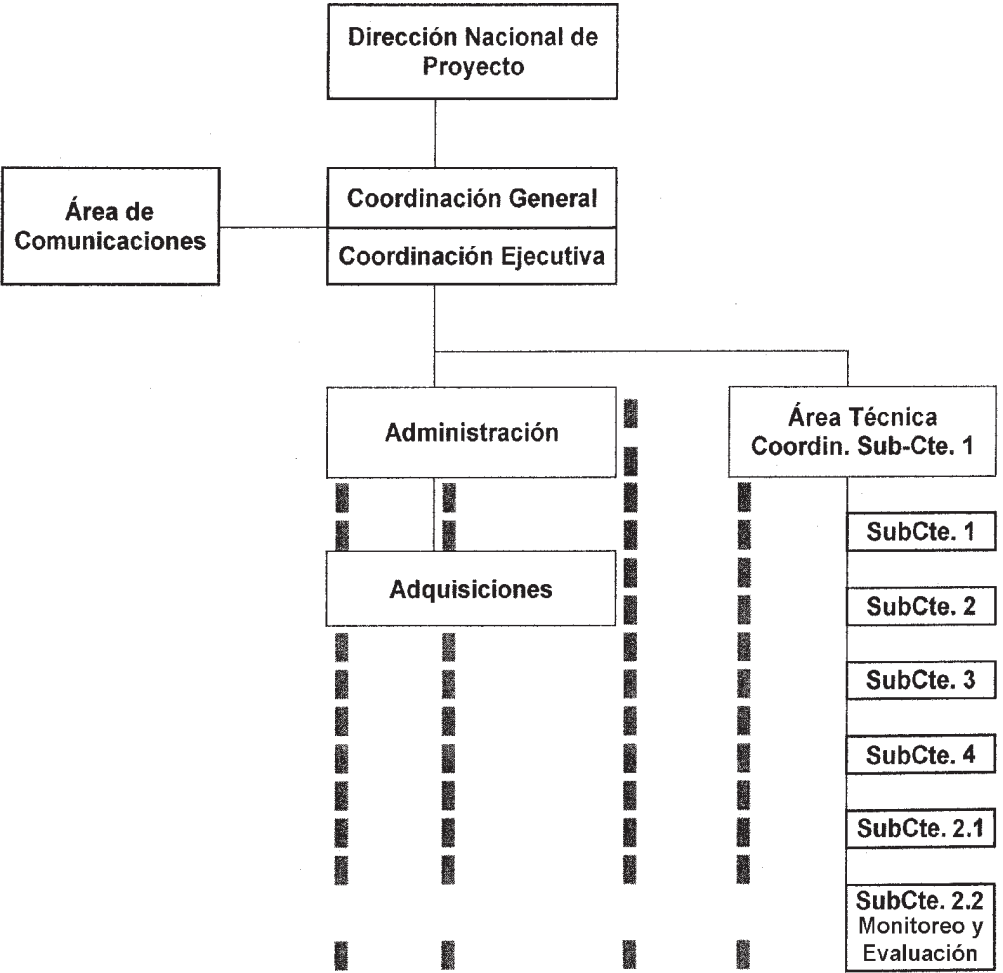 Dirección Nacional de
Proyecto
Coordinación General
Área de
Comunicaciones
Coordinación Ejecutiva
Administración
Área Técnica
Coordin. Sub-Cte. 1
SubCte. 1
Adquisiciones
SubCte. 2
SubCte. 3
SubCte. 4
SubCte. 2.1
SubCte. 2.2
Monitoreo y
Evaluación